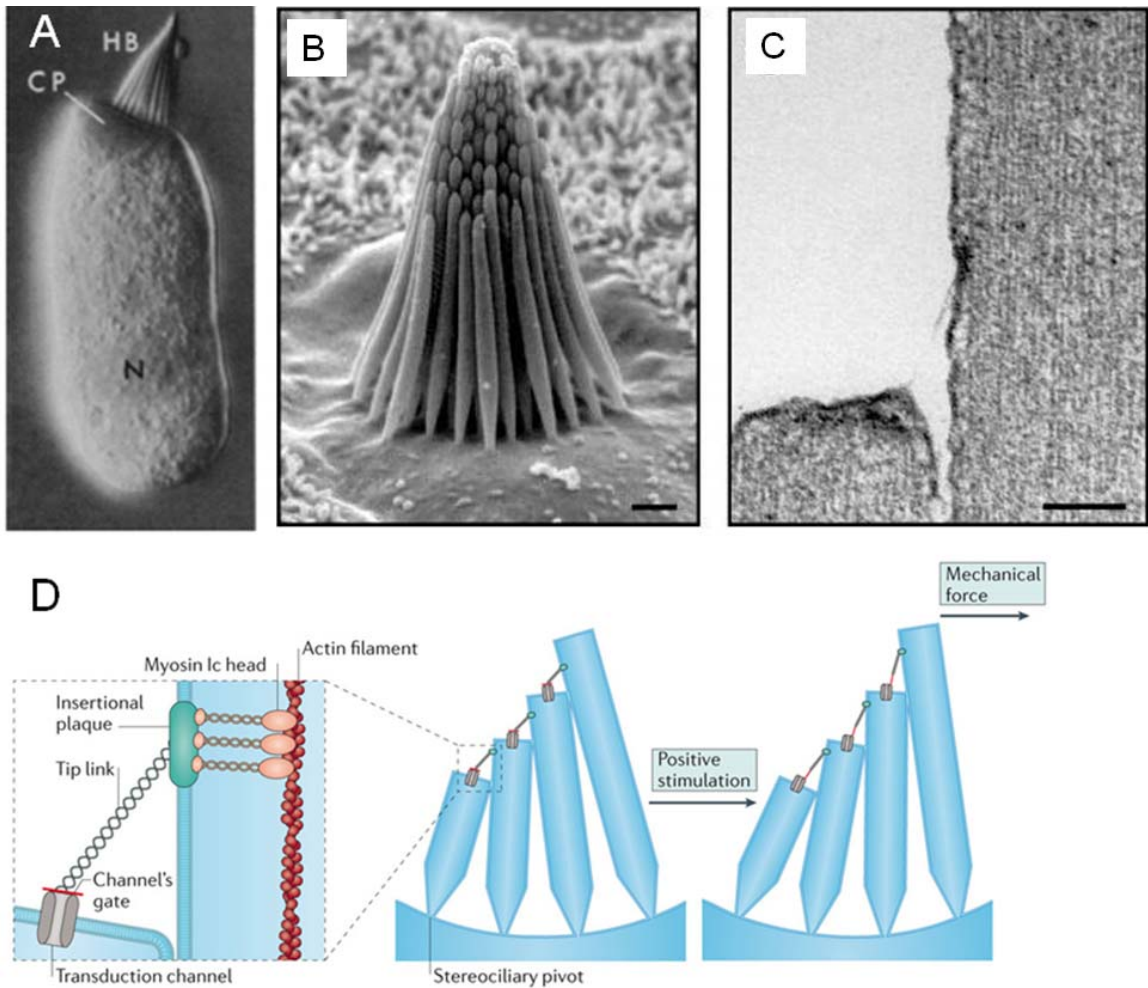 A
HB
CP
N
B
C
D
Mechanical
force
Myosin Ic head
Actin filament
Insertional
plaque
Tip link
Channel's
gate
Transduction channel
Positive
stimulation
Stereociliary pivot